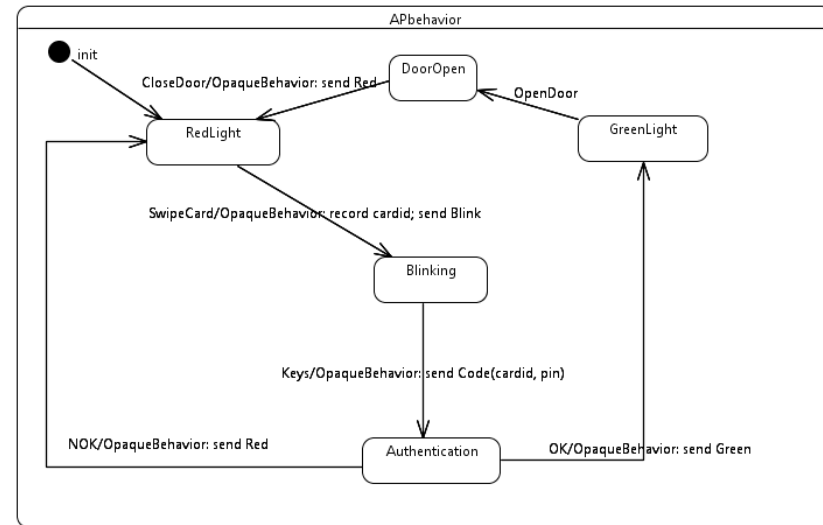 APbehavior
init
DoorOpen
CloseDoor/OpaqueBehavior: send Red
OpenDoor
RedLight
GreenLight
SwipeCard/OpaqueBehavior: record cardid; send Blink
Blinking
Keys/OpaqueBehavior: send Code(cardid, pin)
NOK/OpaqueBehavior: send Red
Authentication
OK/OpaqueBehavior: send Green